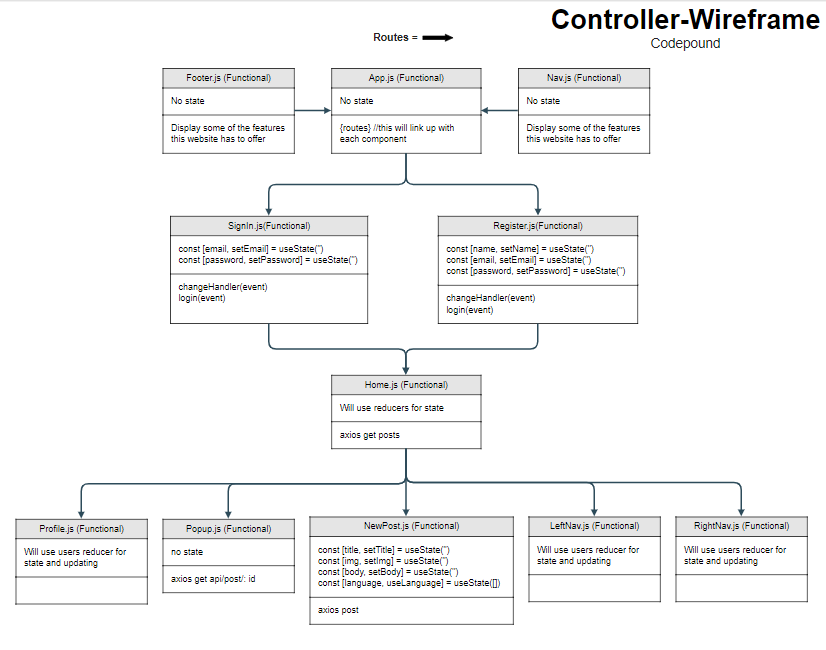 Controller-Wireframe
Codepound
Routes =
Footer.js (Functional)
No state
Display some of the features
this website has to offer
App.js (Functional)
No state
{routes} //this will link up with
each component
Nav.js (Functional)
No state
Display some of the features
this website has to offer
SignIn.js(Functional)
const [email, setEmail] = useState('')
const [password, setPassword] = useState('')
changeHandler(event)
login(event)
Register.js(Functional)
const [name, setName] = useState('')
const [email, setEmail] = useState('')
const [password, setPassword] = useState('')
changeHandler(event)
login(event)
Home.js (Functional)
Will use reducers for state
axios get posts
Profile.js (Functional)
Will use users reducer for
state and updating
Popup.js (Functional)
no state
axios get api/post/: id
NewPost.js (Functional)
const [title, setTitle] = useState('')
const [img, setImg] = useState('')
const [body, setBody] = useState('')
const [language, useLanguage] = useState([])
axios post
LeftNav.js (Functional)
Will use users reducer for
state and updating
RightNav.js (Functional)
Will use users reducer for
state and updating